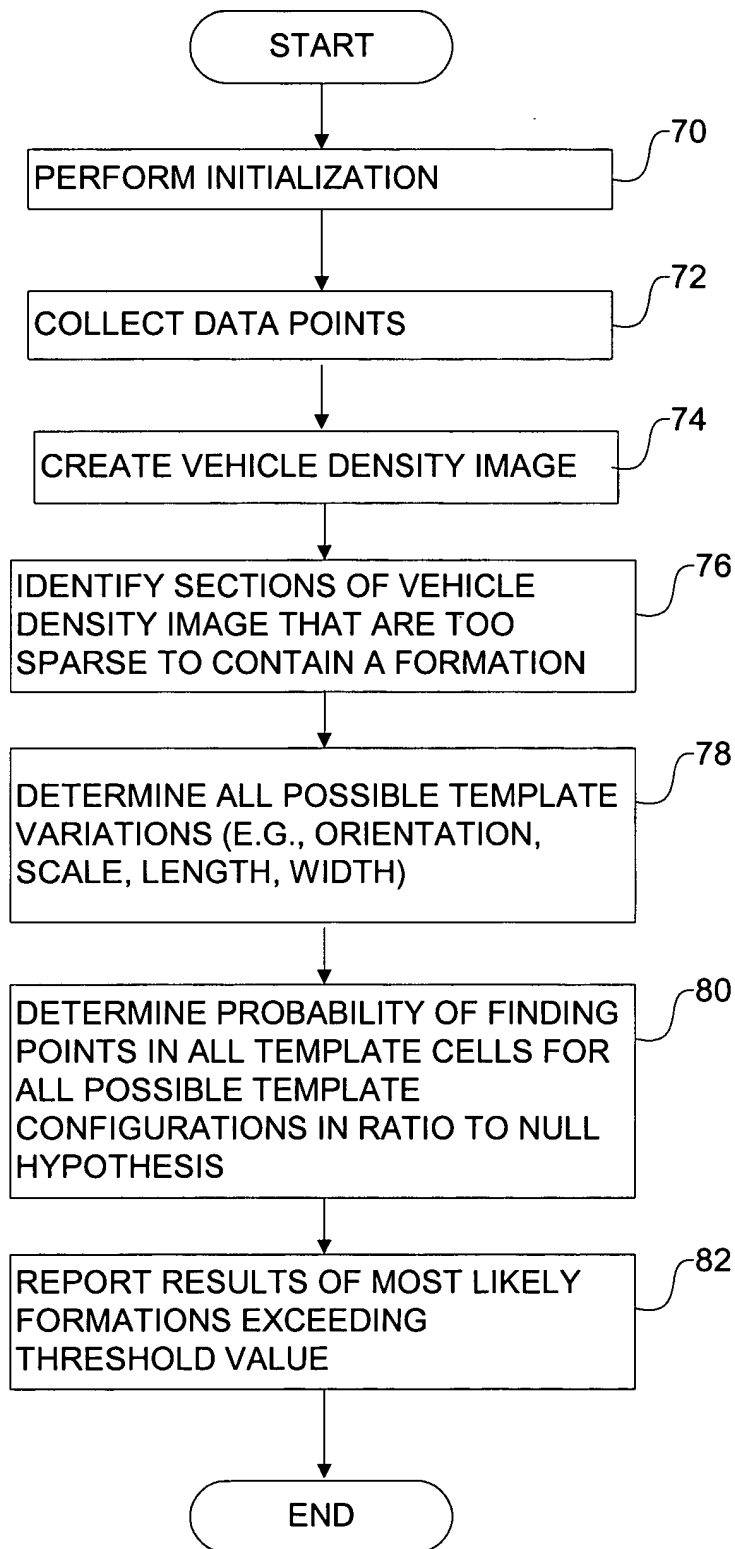 START
70
PERFORM INITIALIZATION
72
COLLECT DATA POINTS
74
CREATE VEHICLE DENSITY IMAGE
76
IDENTIFY SECTIONS OF VEHICLE
DENSITY IMAGE THAT ARE TOO
SPARSE TO CONTAIN A FORMATION
78
DETERMINE ALL POSSIBLE TEMPLATE
VARIATIONS (E.G., ORIENTATION,
SCALE, LENGTH, WIDTH)
80
DETERMINE PROBABILITY OF FINDING
POINTS IN ALL TEMPLATE CELLS FOR
ALL POSSIBLE TEMPLATE
CONFIGURATIONS IN RATIO TO NULL
HYPOTHESIS
82
REPORT RESULTS OF MOST LIKELY
FORMATIONS EXCEEDING
THRESHOLD VALUE
END